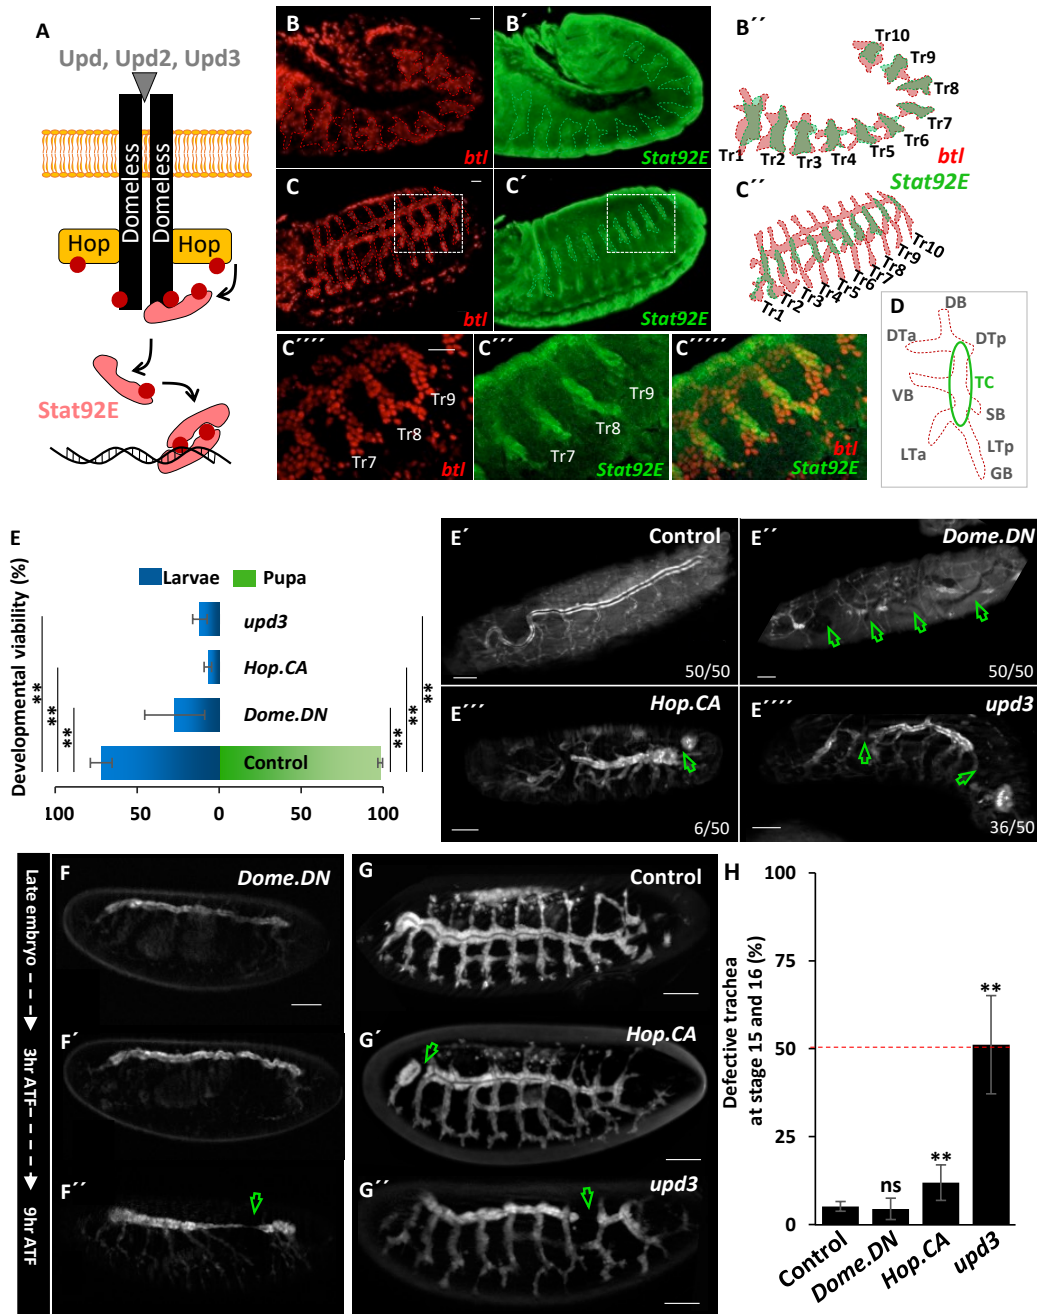 A
Upd, Upd2, Upd3
Domeless
Domeless
Hop
Hop
Stat92E
B
btl
B´
Stat92E
B´´
Tr10
Tr9
Tr8
Tr7
Tr6
Tr5
Tr4
Tr3
Tr2
Tr1
btl
Stat92E
C
btl
C´
Stat92E
C´´
Tr10
Tr9
Tr8
Tr7
Tr6
Tr5
Tr4
Tr3
Tr2
Tr1
C´´´´
Tr9
Tr8
Tr7
btl
C´´´
Tr9
Tr8
Tr7
Stat92E
C´´´´´
btl
Stat92E
D
DB
DTa
DTp
TC
VB
SB
LTa
LTp
GB
E
Developmental viability (%)
Larvae
Pupa
upd3
Hop.CA
Dome.DN
Control
**
**
**
**
**
**
100
50
0
50
100
E´
Control
50/50
E´´
Dome.DN
50/50
E´´´
Hop.CA
6/50
E´´´´
upd3
36/50
Late embryo
3hr ATF
9hr ATF
F
Dome.DN
F´
F´´
G
Control
G´
Hop.CA
G´´
upd3
H
Defective trachea
at stage 15 and 16 (%)
100
75
50
25
0
ns
**
**
Control
Dome.DN
Hop.CA
upd3